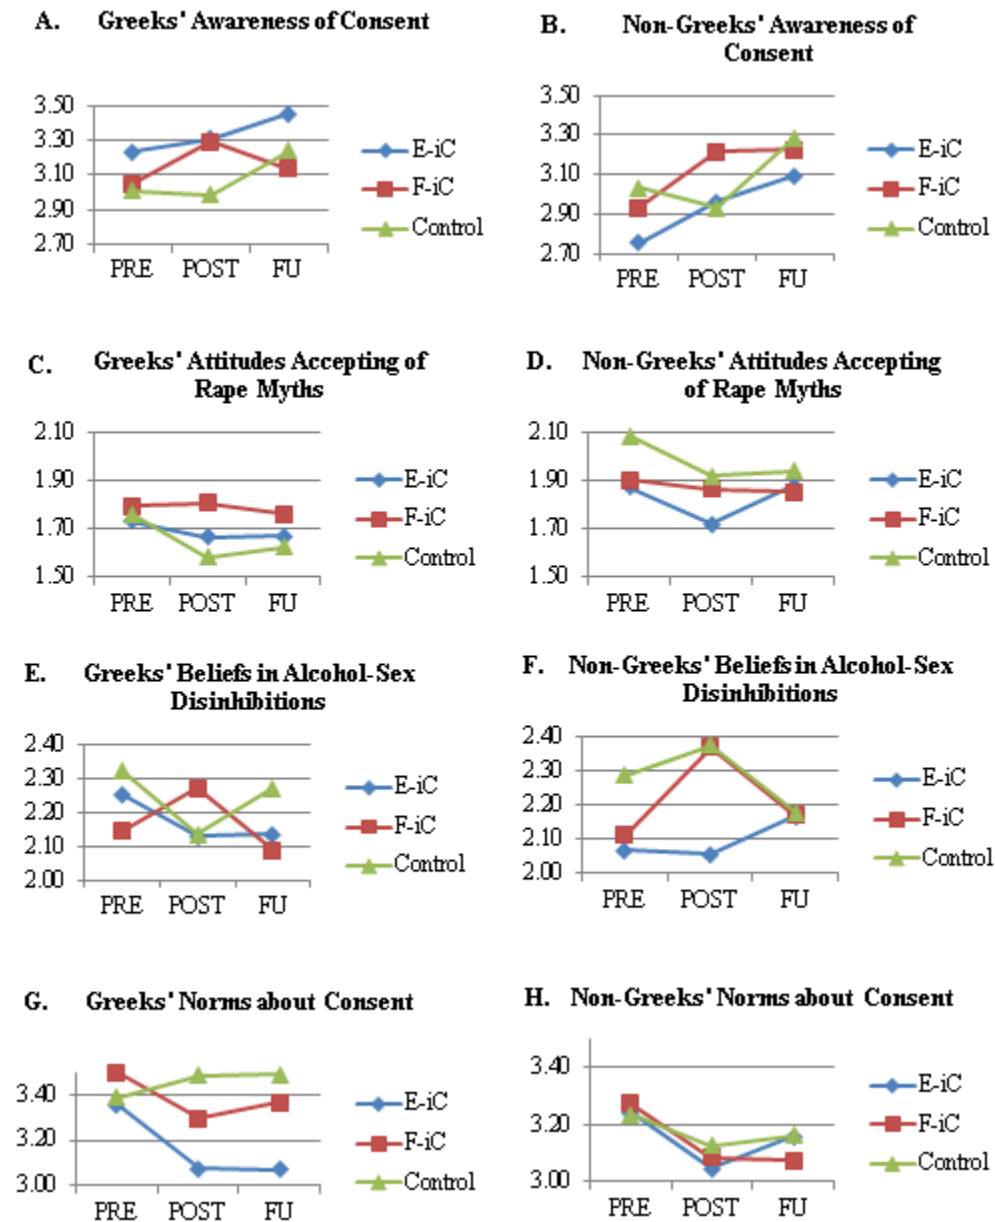 A. Greeks' Awareness of Consent
3.50
3.30
3.10
2.90
2.70
PRE POST FU
E-iC
F-iC
Control
B. Non-Greeks' Awareness of
Consent
3.50
3.30
3.10
2.90
2.70
PRE POST FU
E-iC
F-iC
Control
C. Greeks' Attitudes Accepting of
Rape Myths
2.10
1.90
1.70
1.50
PRE POST FU
E-iC
F-iC
Control
D. Non-Greeks' Attitudes Accepting
of Rape Myths
2.10
1.90
1.70
1.50
PRE POST FU
E-iC
F-iC
Control
E. Greeks' Beliefs in Alcohol-Sex
Disinhibitions
2.40
2.30
2.20
2.10
2.00
PRE POST FU
E-iC
F-iC
Control
F. Non-Greeks' Beliefs in Alcohol-Sex
Disinhibitions
2.40
2.30
2.20
2.10
2.00
PRE POST FU
E-iC
F-iC
Control
G. Greeks' Norms about Consent
3.40
3.20
3.00
PRE POST FU
E-iC
F-iC
Control
H. Non-Greeks' Norms about Consent
3.40
3.20
3.00
PRE POST FU
E-iC
F-iC
Control